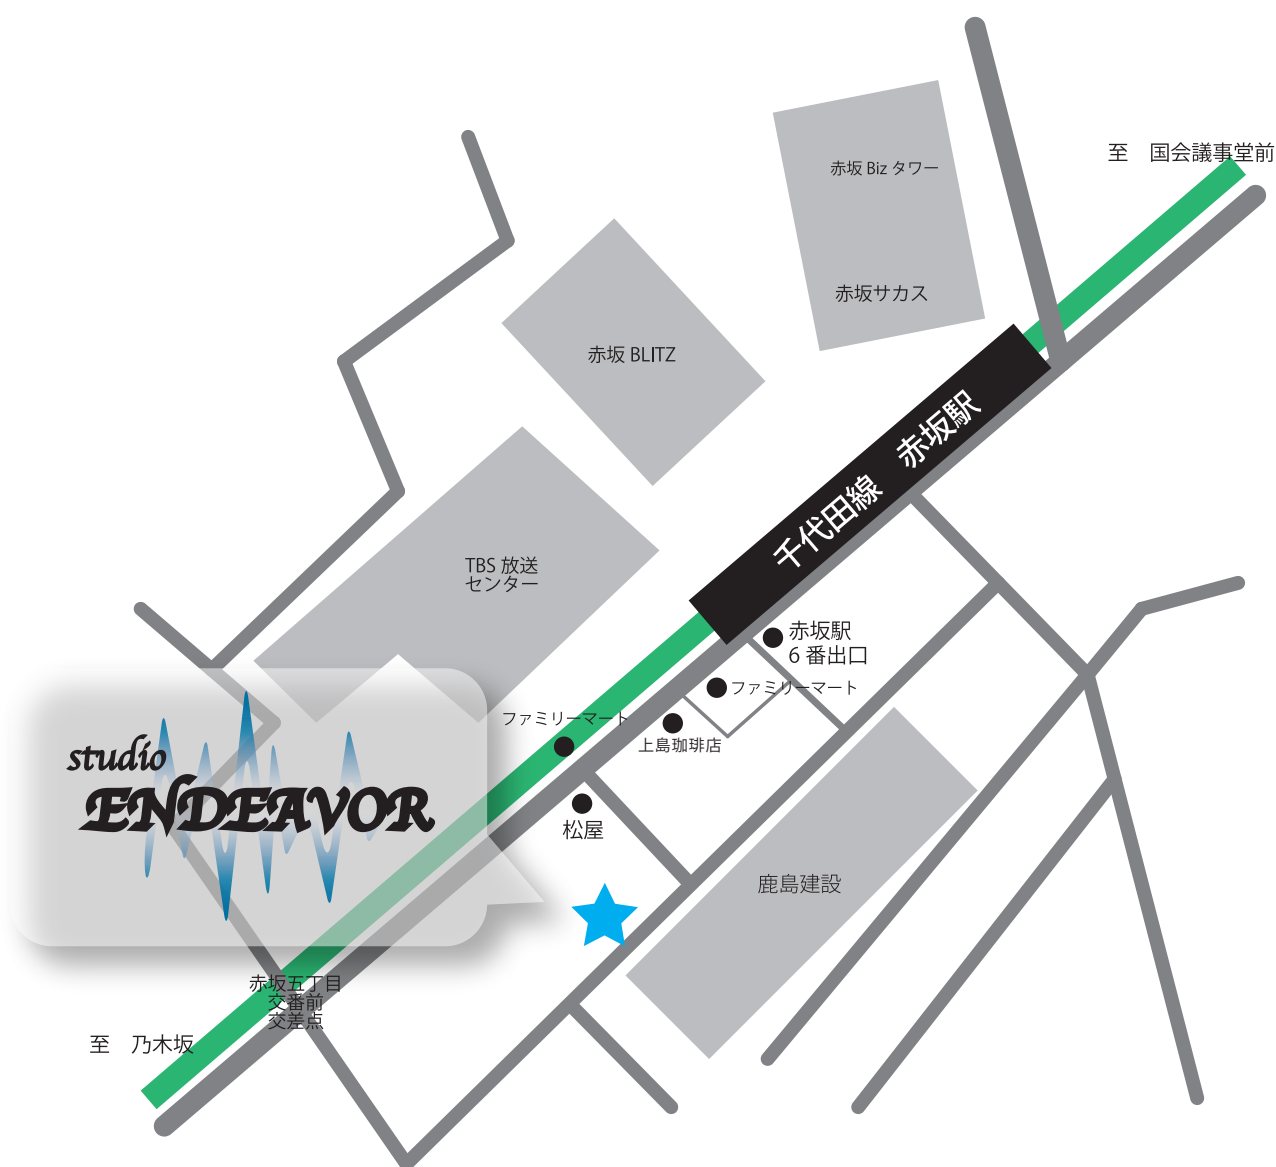 至　国会議事堂前
赤坂 Biz タワー
赤坂サカス
赤坂 BLITZ
千代田線　赤坂駅
TBS 放送
センター
赤坂駅
6 番出口
ファミリーマート
ファミリーマート
上島珈琲店
studio
ENDEAVOR
松屋
鹿島建設
赤坂五丁目
交番前
交差点
至　乃木坂